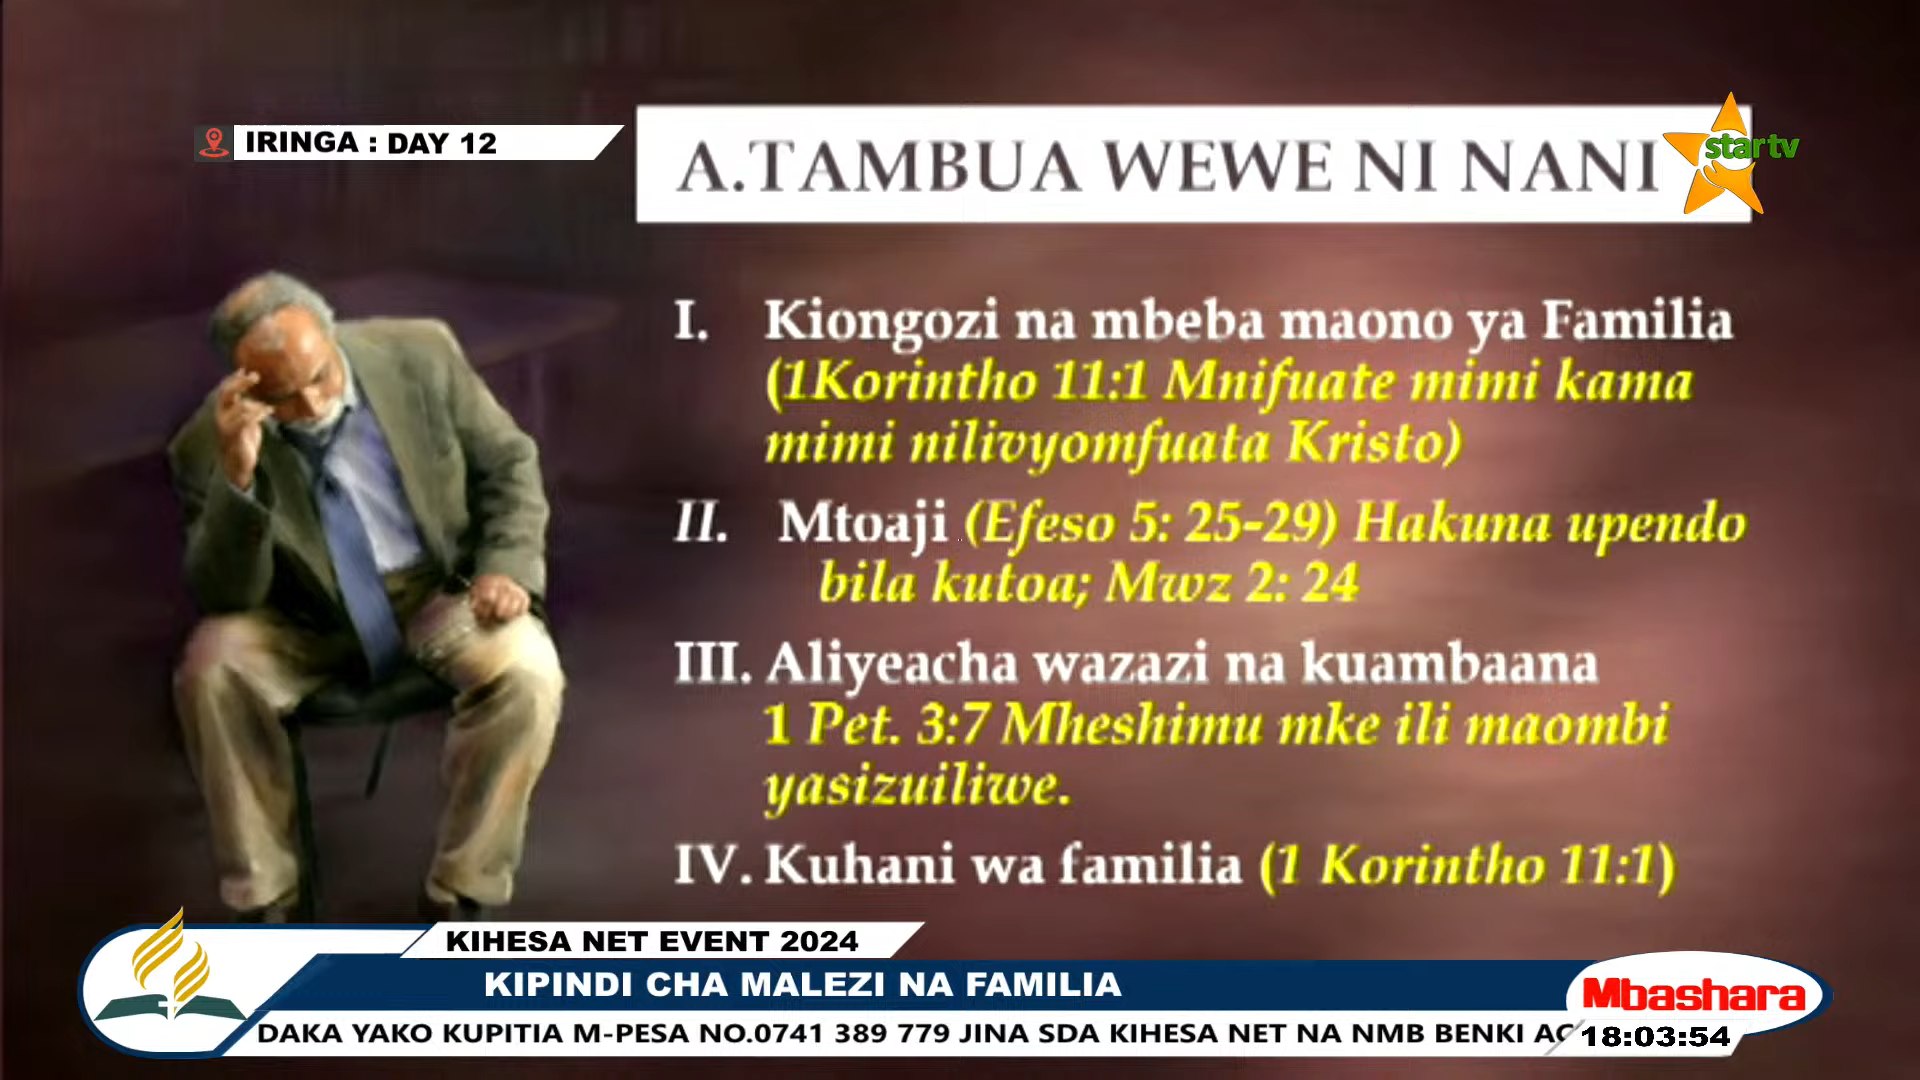 IRINGA : DAY 12
A.TAMBUA WEWE NI NANI
startv
I. Kiongozi na mbeba maono ya Familia
(1Korintho 11:1 Mnifuate mimi kama
mimi nilivyomfuata Kristo)
II. Mtoaji (Efeso 5: 25-29) Hakuna upendo
bila kutoa; Mwz 2: 24
III. Aliyeacha wazazi na kuambaana
1 Pet. 3:7 Mheshimu mke ili maombi
yasizuiliwe.
IV. Kuhani wa familia (1 Korintho 11:1)
KIHESA NET EVENT 2024
KIPINDI CHA MALEZI NA FAMILIA
Mbashara
DAKA YAKO KUPITIA M-PESA NO.0741 389 779 JINA SDA KIHESA NET NA NMB BENKI
18:03:54